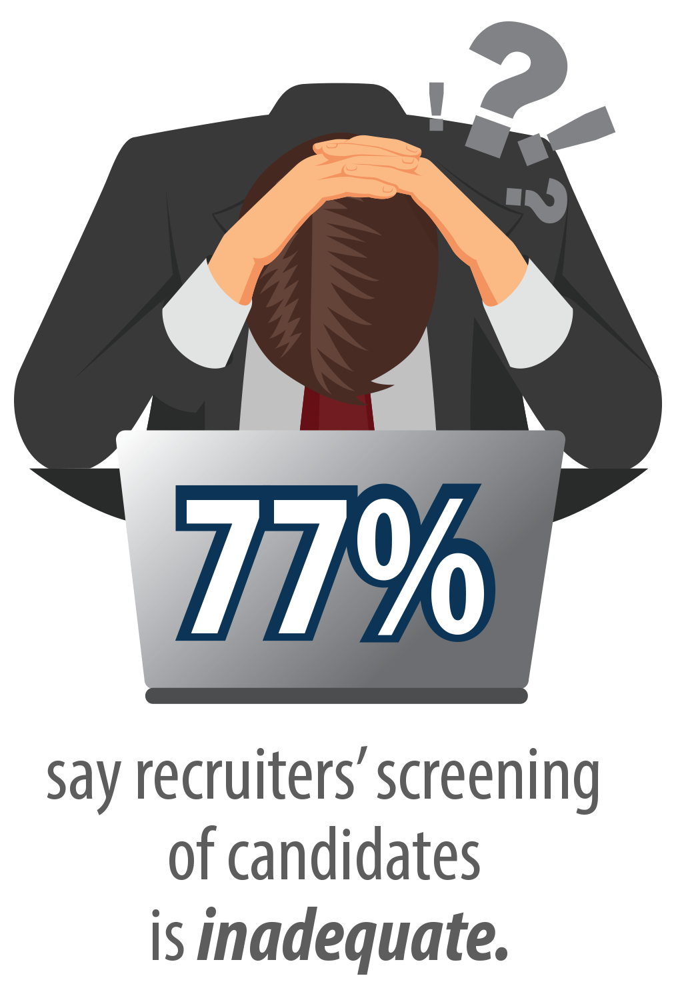 ! ? ! ?
77%
say recruiters’ screening
of candidates
is inadequate.